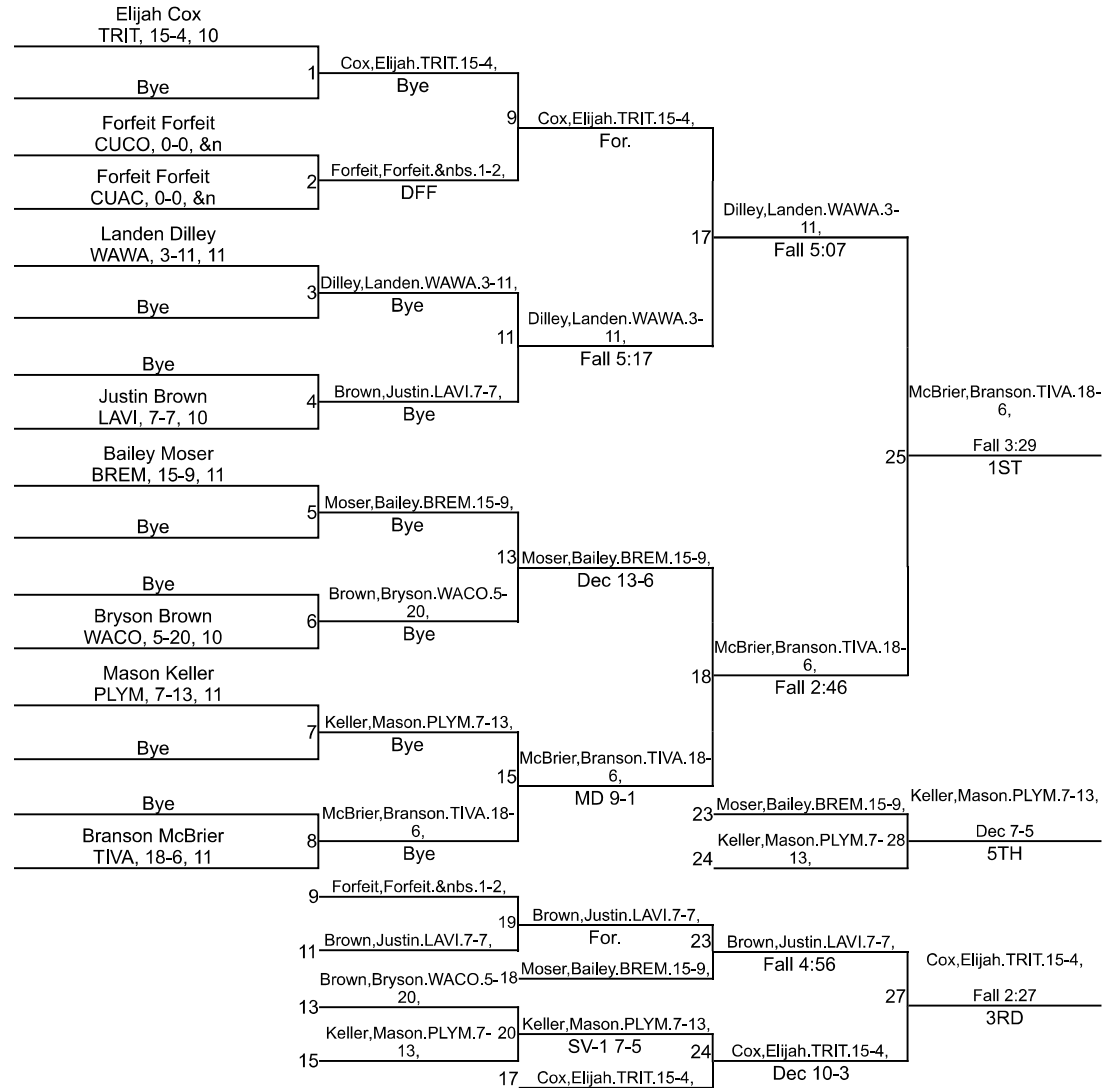 Elijah Cox
TRIT, 15-4, 10
1
Bye
Cox,Elijah.TRIT.15-4,
Bye
Forfeit Forfeit
CUCO, 0-0, &n
2
Forfeit Forfeit
CUAC, 0-0, &n
Forfeit,Forfeit.&nbs.1-2,
DFF
9
Cox,Elijah.TRIT.15-4,
For.
Landen Dilley
WAWA, 3-11, 11
3
Bye
Dilley,Landen.WAWA.3-11,
Bye
Bye
4
Justin Brown
LAVI, 7-7, 10
Brown,Justin.LAVI.7-7,
Bye
11
Dilley,Landen.WAWA.3-
11,
Fall 5:17
17
Dilley,Landen.WAWA.3-
11,
Fall 5:07
Bailey Moser
BREM, 15-9, 11
5
Bye
Moser,Bailey.BREM.15-9,
Bye
Bye
6
Bryson Brown
WACO, 5-20, 10
Brown,Bryson.WACO.5-
20,
Bye
13
Moser,Bailey.BREM.15-9,
Dec 13-6
Mason Keller
PLYM, 7-13, 11
7
Bye
Keller,Mason.PLYM.7-13,
Bye
Bye
8
Branson McBrier
TIVA, 18-6, 11
McBrier,Branson.TIVA.18-
6,
Bye
15
McBrier,Branson.TIVA.18-
6,
MD 9-1
18
McBrier,Branson.TIVA.18-
6,
Fall 2:46
25
McBrier,Branson.TIVA.18-
6,
Fall 3:29
1ST
23
Moser,Bailey.BREM.15-9,
24
Keller,Mason.PLYM.7-
13,
28
Keller,Mason.PLYM.7-13,
Dec 7-5
5TH
9
Forfeit,Forfeit.&nbs.1-2,
11
Brown,Justin.LAVI.7-7,
19
Brown,Justin.LAVI.7-7,
For.
18
Moser,Bailey.BREM.15-9,
23
Brown,Justin.LAVI.7-7,
Fall 4:56
13
Brown,Bryson.WACO.5-
20,
15
Keller,Mason.PLYM.7-
13,
20
Keller,Mason.PLYM.7-13,
SV-1 7-5
17
Cox,Elijah.TRIT.15-4,
24
Cox,Elijah.TRIT.15-4,
Dec 10-3
27
Cox,Elijah.TRIT.15-4,
Fall 2:27
3RD